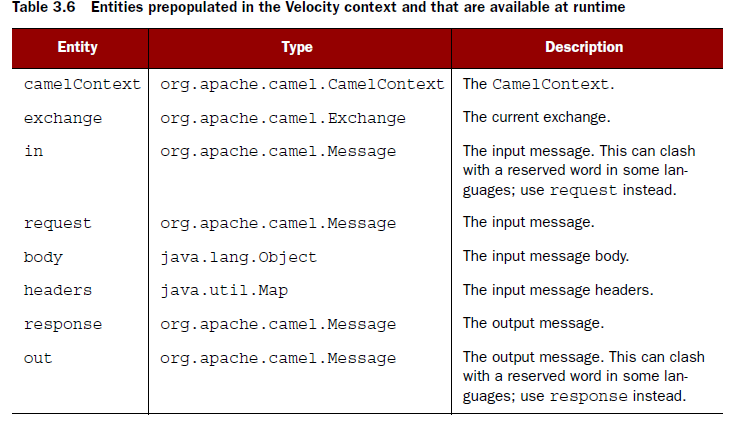 Table 3.6 Entities prepopulated in the Velocity context and that are available at runtime
Entity Type Description
camelContext org.apache.camel.CamelContext The CamelContext.
exchange org.apache.camel.Exchange The current exchange.
in org.apache.camel.Message The input message. This can clash
with a reserved word in some lan-
guages; use request instead.
request org.apache.camel.Message The input message.
body java.lang.Object The input message body.
headers java.util.Map The input message headers.
response org.apache.camel.Message The output message.
out org.apache.camel.Message The output message. This can clash
with a reserved word in some lan-
guages; use response instead.